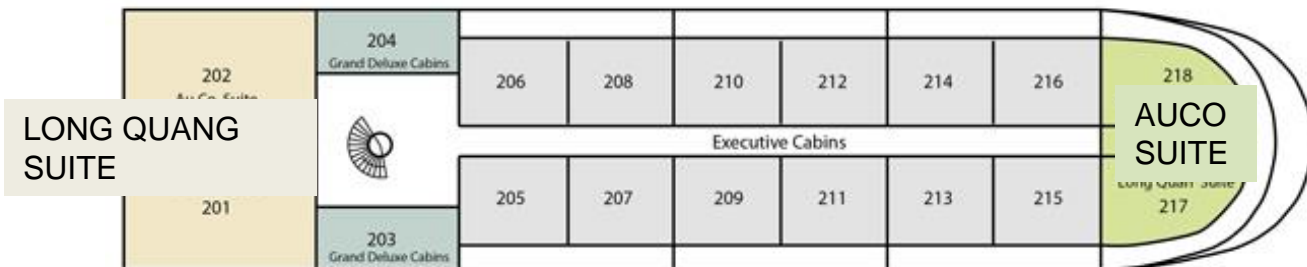 204
Grand Deluxe Cabins
202
206
208
210
212
214
216
218
LONG QUANG
SUITE
Executive Cabins
AUCO
SUITE
201
205
207
209
211
213
215
217
203
Grand Deluxe Cabins